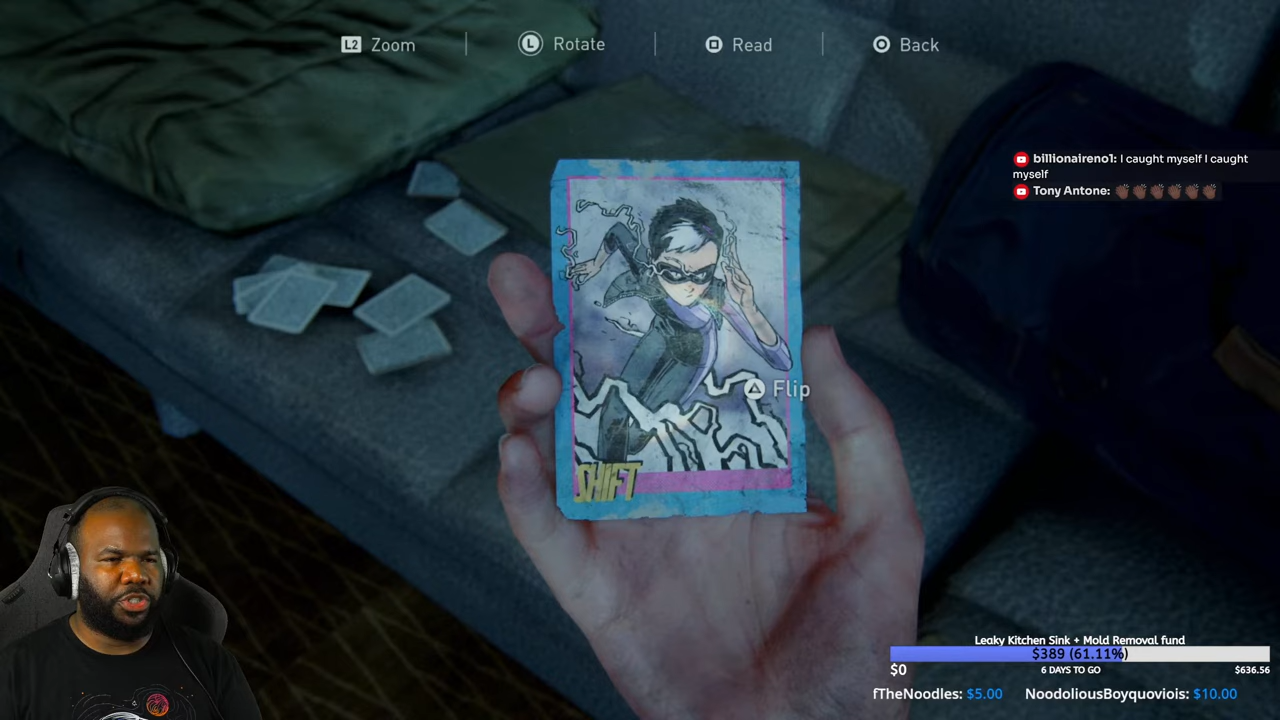 L2 Zoom
L Rotate
Read
Back
billionaireno1: I caught myself I caught
myself
Tony Antone:
Flip
SHIFT
Leaky Kitchen Sink + Mold Removal fund
$389 (61.11%)
$0
6 DAYS TO GO
$636.56
fTheNoodles: $5.00
NoodoliousBoyquoviois: $10.00